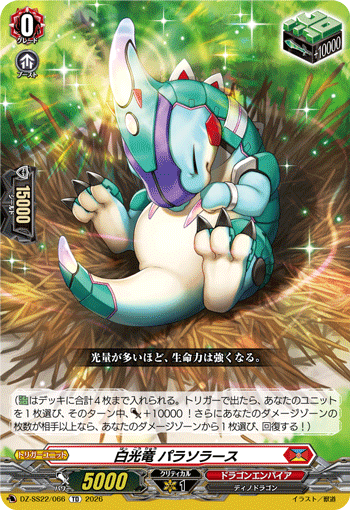 0
グレード
ブースト
+10000
15000
シールド
光量が多いほど、生命力は強くなる。
(治はデッキに合計4枚まで入れられる。トリガーで出たら、あなたのユニット
を1枚選び、そのターン中、+10000！さらにあなたのダメージゾーンの
枚数が相手以上なら、あなたのダメージゾーンから1枚選び、回復する！)
トリガーユニット
白光竜 パラソラース
パワー
5000
クリティカル
1
ドラゴンエンパイア
ディノドラゴン
DZ-SS22/066 TD 2026
イラスト/獣道